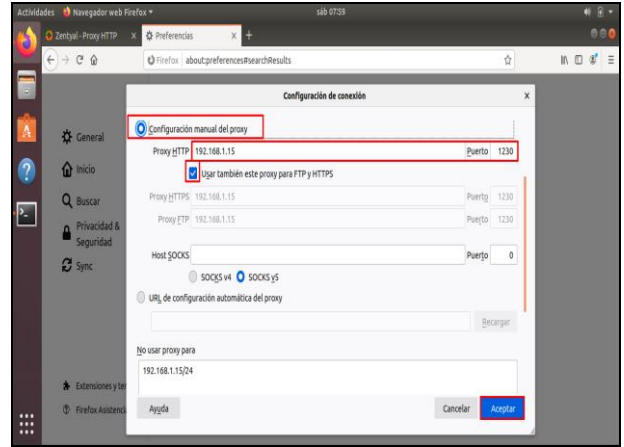 Actividades Navegador web Firefox sáb 07:59
Zentyal - Proxy HTTP × Preferencias × +
Firefox about:preferences#searchResults
Configuración de conexión ×
General
Inicio
Buscar
Privacidad &
Seguridad
Sync
Extensiones y te
Firefox Asistenci
Configuración manual del proxy
Proxy HTTP 192.168.1.15 Puerto 1230
Usar también este proxy para FTP y HTTPS
Proxy HTTPS 192.168.1.15 Puerto 1230
Proxy FTP 192.168.1.15 Puerto 1230
Host SOCKS Puerto 0
SOCKS v4 SOCKS v5
URL de configuración automática del proxy
Recargar
No usar proxy para
192.168.1.15/24
Ayuda Cancelar Aceptar